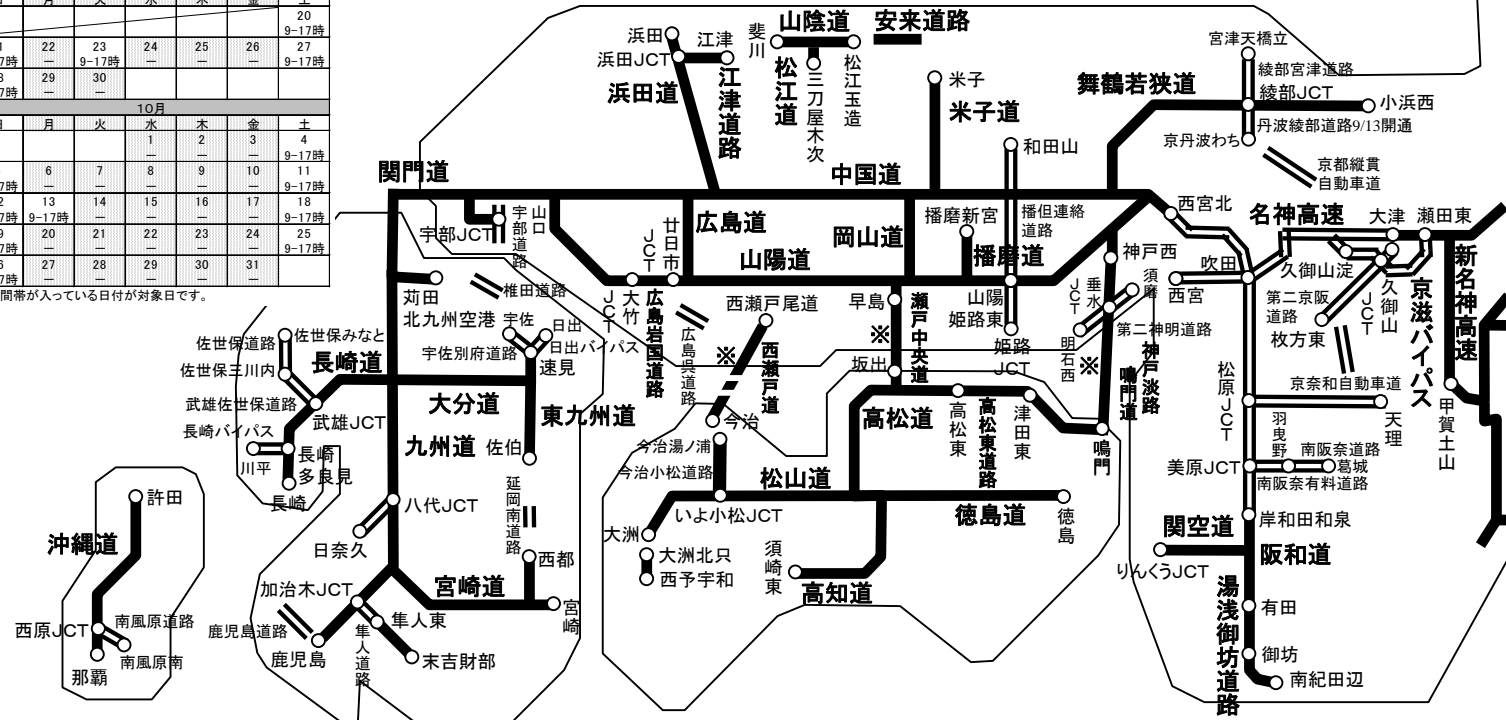 月 火 水 木 金 土
20
9-17時
22 23 24 25 26 27
時 － 9-17時 － － － 9-17時
29 30
時 － －
10月
月 火 水 木 金 土
1 2 3 4
－ － － 9-17時
6 7 8 9 10 11
時 － － － － － 9-17時
13 14 15 16 17 18
時 9-17時 － － － － 9-17時
20 21 22 23 24 25
時 － － － － － 9-17時
27 28 29 30 31
時 － － － － －
間帯が入っている日付が対象日です。
浜田
浜田JCT
江津
浜田道
江津道路
斐川
山陰道
安来道路
松江道
三刀屋木次
松江玉造
米子
米子道
和田山
舞鶴若狭道
宮津天橋立
綾部宮津道路
綾部JCT
小浜西
丹波綾部道路9/13開通
京丹波わち
京都縦貫
自動車道
関門道
中国道
宇部JCT
宇部道路
山口
廿日市
JCT
広島道
岡山道
播磨新宮
播但連絡
道路
播磨道
山陽道
西宮北
名神高速
大津
瀬田東
新名神高速
神戸西
須磨
垂水
JCT
西宮
吹田
久御山淀
久御山
JCT
第二京阪
道路
枚方東
京滋バイパス
苅田
北九州空港
椎田道路
JCT
大竹
広島岩国道路
広島呉道路
西瀬戸尾道
早島
瀬戸中央道
山陽
姫路東
姫路
JCT
第二神明道路
明石西
※
※
※
神戸淡路
鳴門道
宇佐
日出
日出バイパス
宇佐別府道路
速見
佐世保みなと
佐世保道路
佐世保三川内
長崎道
武雄佐世保道路
武雄JCT
長崎バイパス
川平
長崎
多良見
長崎
大分道
東九州道
九州道
佐伯
西瀬戸道
今治
今治湯ノ浦
今治小松道路
坂出
高松道
高松東
高松東道路
津田東
鳴門
松原JCT
京奈和自動車道
天理
甲賀土山
羽曳野
南阪奈道路
葛城
美原JCT
南阪奈有料道路
延岡南道路
八代JCT
日奈久
松山道
いよ小松JCT
徳島道
徳島
大洲
大洲北只
西予宇和
須崎東
高知道
関空道
岸和田和泉
阪和道
りんくうJCT
湯浅御坊道路
有田
御坊
南紀田辺
許田
沖縄道
西原JCT
南風原道路
南風原南
那覇
加治木JCT
宮崎道
西都
宮崎
鹿児島道路
鹿児島
隼人東
隼人道路
末吉財部